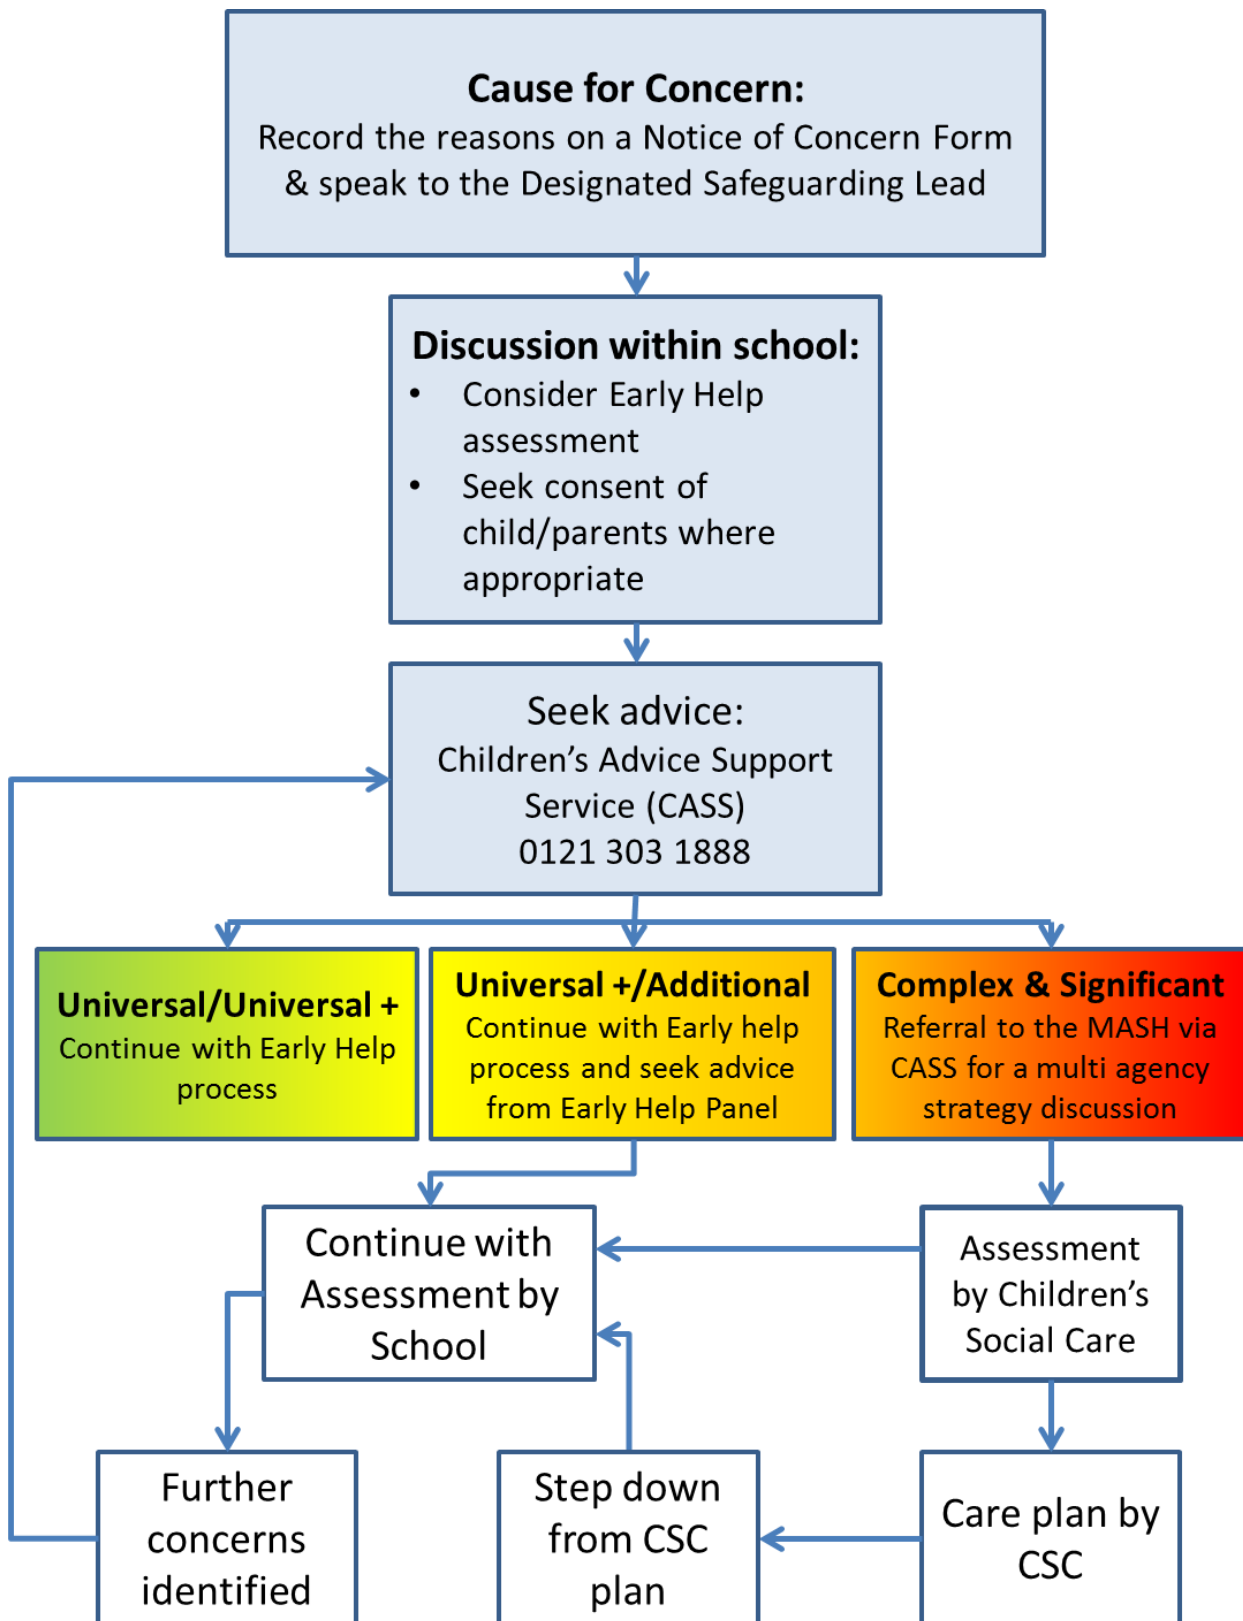 Cause for Concern:
Record the reasons on a Notice of Concern Form
& speak to the Designated Safeguarding Lead
Discussion within school:
• Consider Early Help
assessment
• Seek consent of
child/parents where
appropriate
Seek advice:
Children’s Advice Support
Service (CASS)
0121 303 1888
Universal/Universal +
Continue with Early Help
process
Universal +/Additional
Continue with Early help
process and seek advice
from Early Help Panel
Complex & Significant
Referral to the MASH via
CASS for a multi agency
strategy discussion
Continue with
Assessment by
School
Assessment
by Children’s
Social Care
Further
concerns
identified
Step down
from CSC
plan
Care plan by
CSC